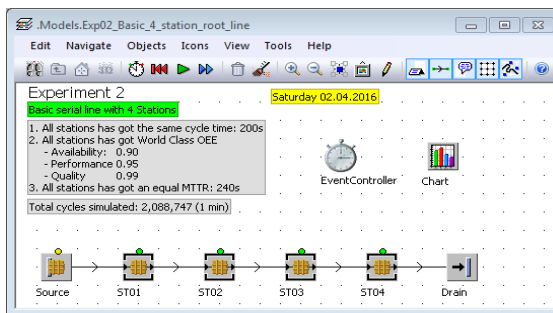 .Models.Exp02_Basic_4_station_root_line
Edit Navigate Objects Icons View Tools Help
Experiment 2
Saturday 02.04.2016
Basic serial line with 4 Stations
1. All stations has got the same cycle time: 200s
2. All stations has got World Class OEE
- Availability: 0.90
- Performance 0.95
- Quality 0.99
3. All stations has got an equal MTTR: 240s
EventController Chart
Total cycles simulated: 2,088,747 (1 min)
Source ST01 ST02 ST03 ST04 Drain